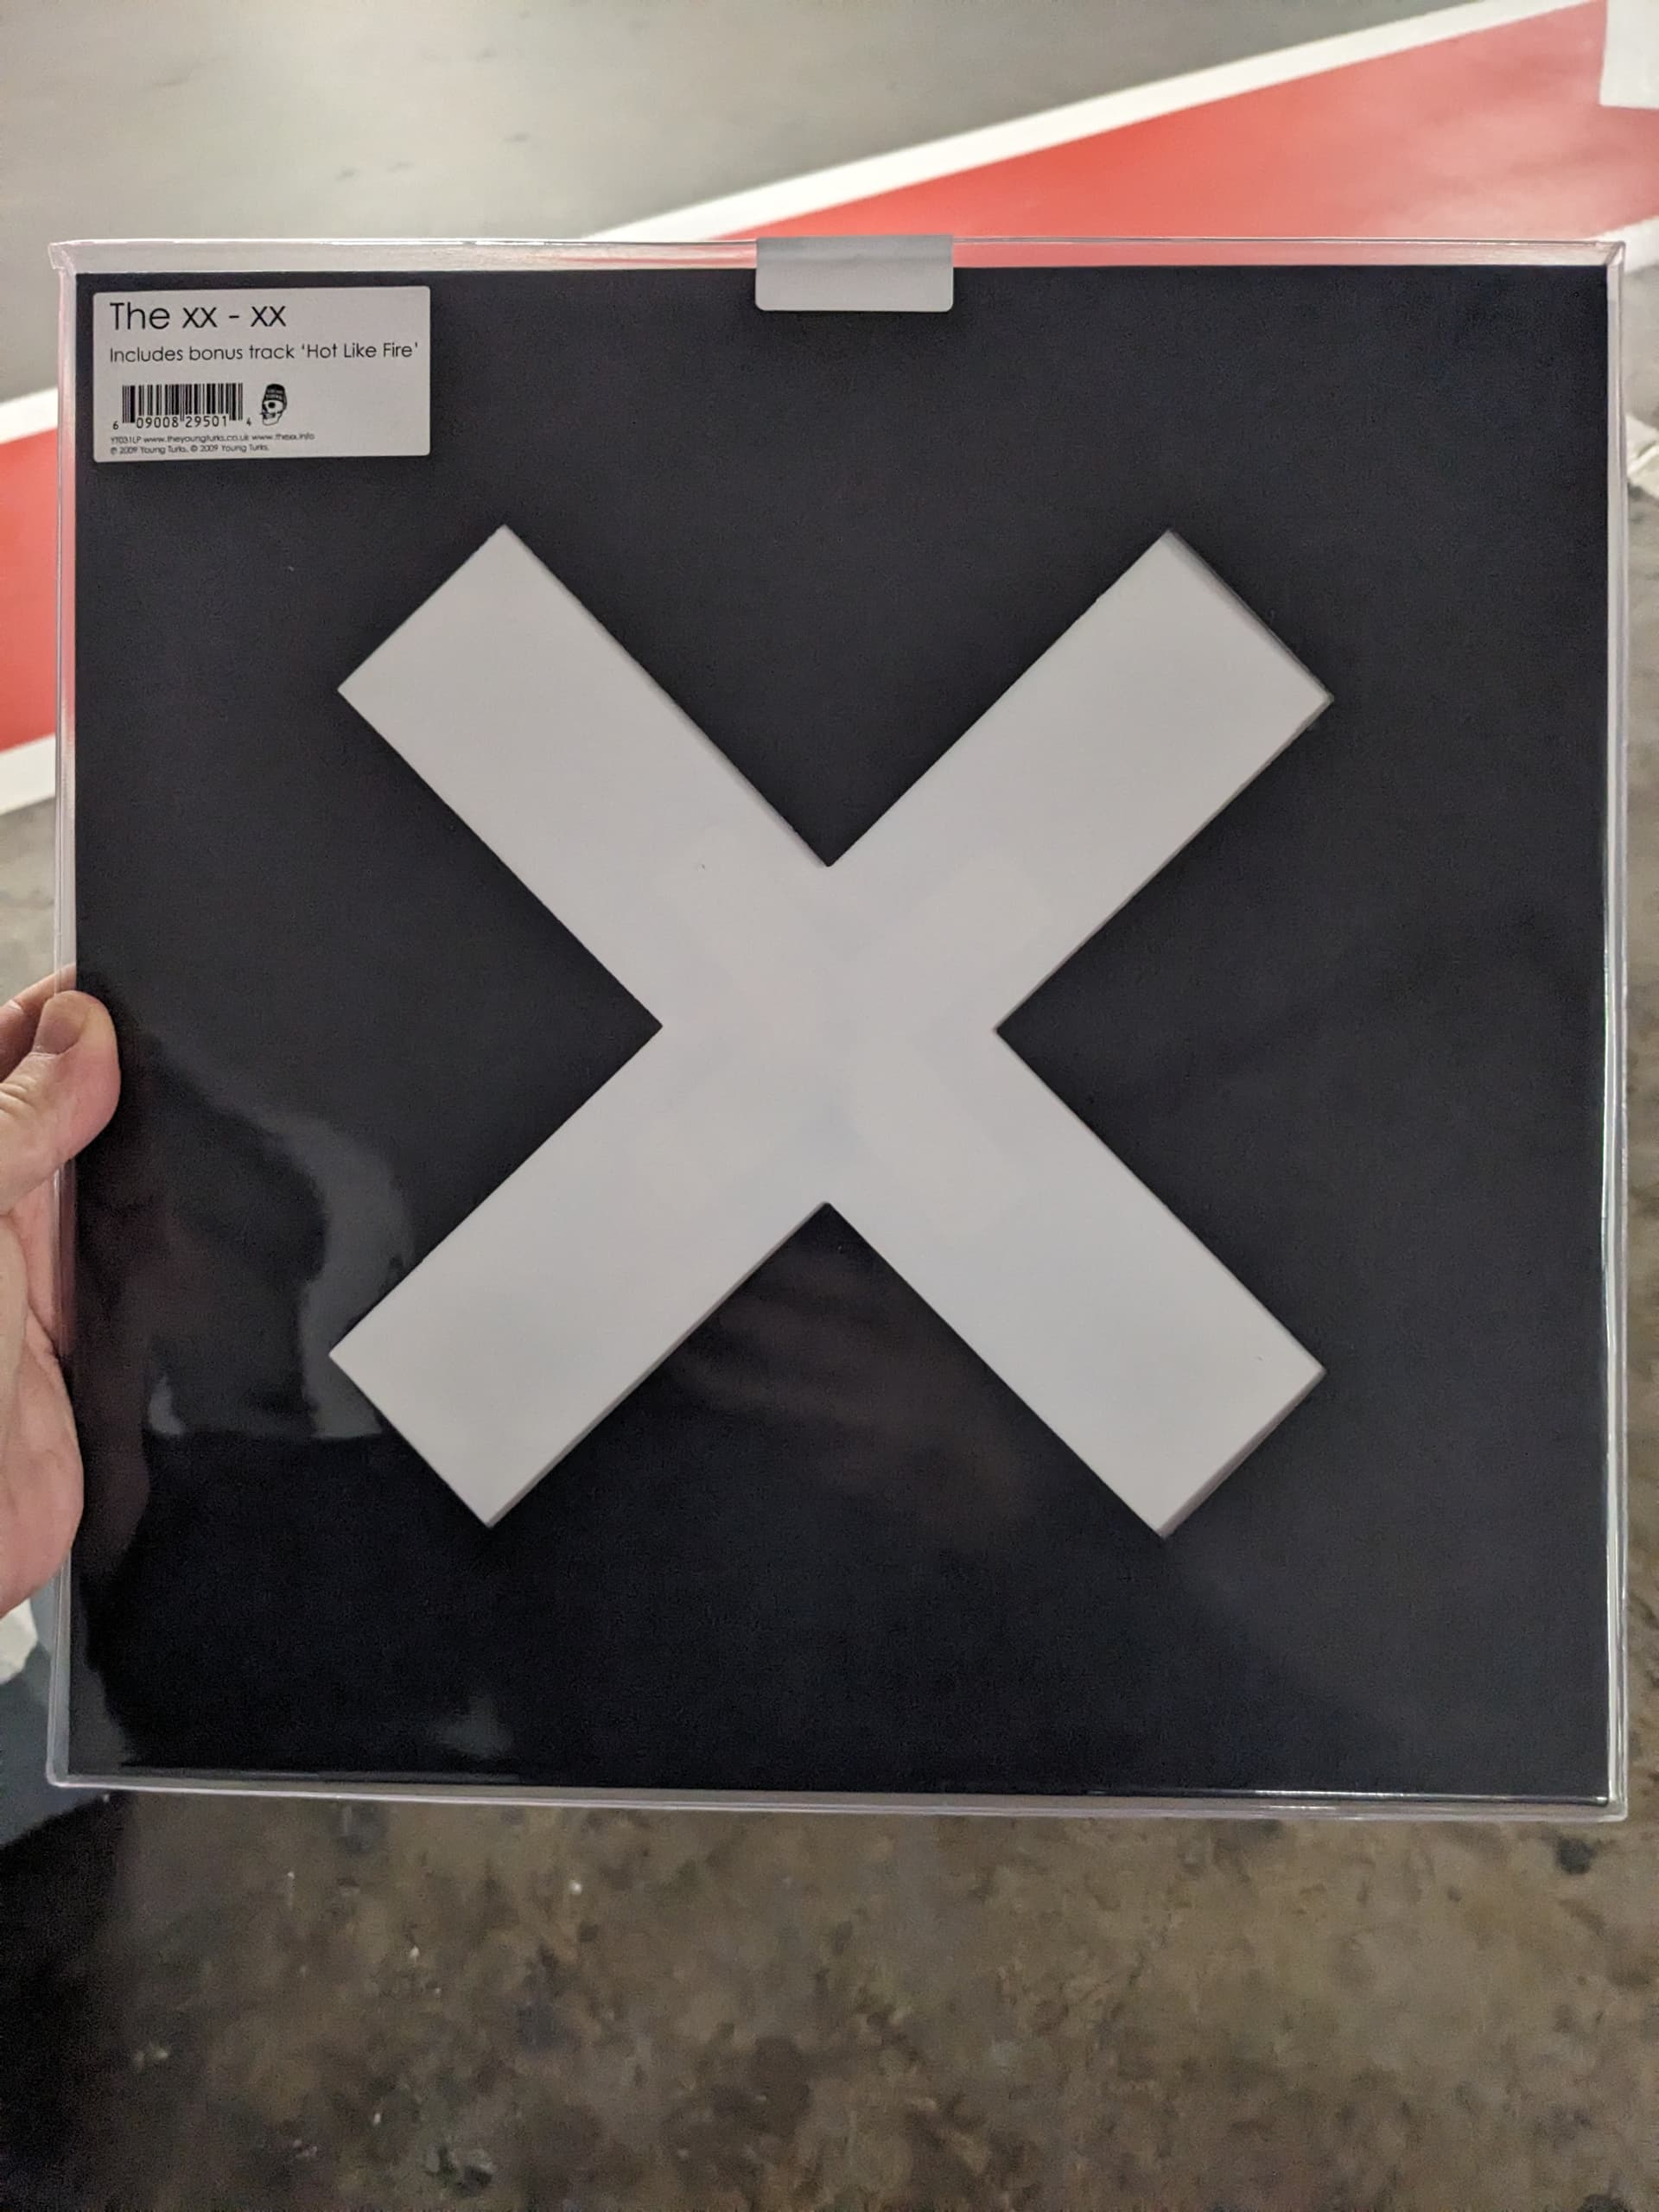 The xx - xx
Includes bonus track ‘Hot Like Fire’
6 09008 29501 4
YT031LP www.theyoungturks.co.uk www.thexx.info
℗ 2009 Young Turks. © 2009 Young Turks.